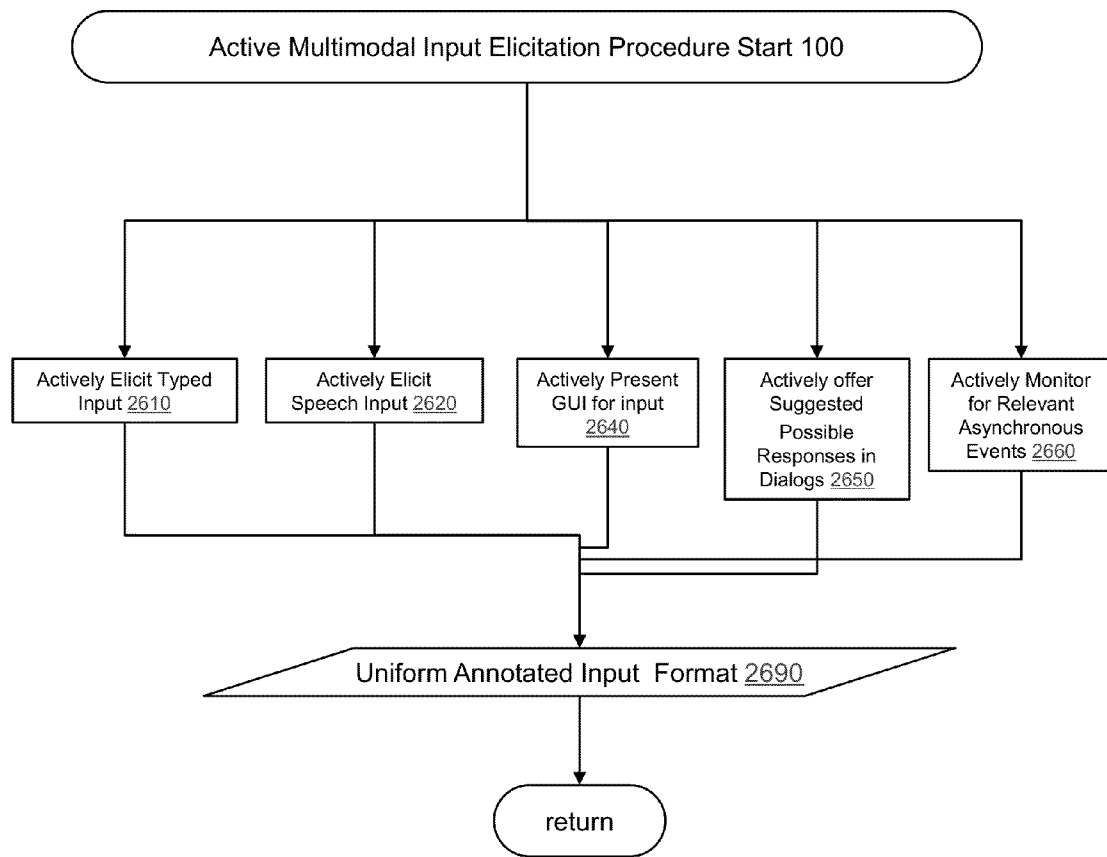 Active Multimodal Input Elicitation Procedure Start 100
Actively Elicit Typed
Input 2610
Actively Elicit
Speech Input 2620
Actively Present
GUI for input
2640
Actively offer
Suggested
Possible
Responses in
Dialogs 2650
Actively Monitor
for Relevant
Asynchronous
Events 2660
Uniform Annotated Input Format 2690
return